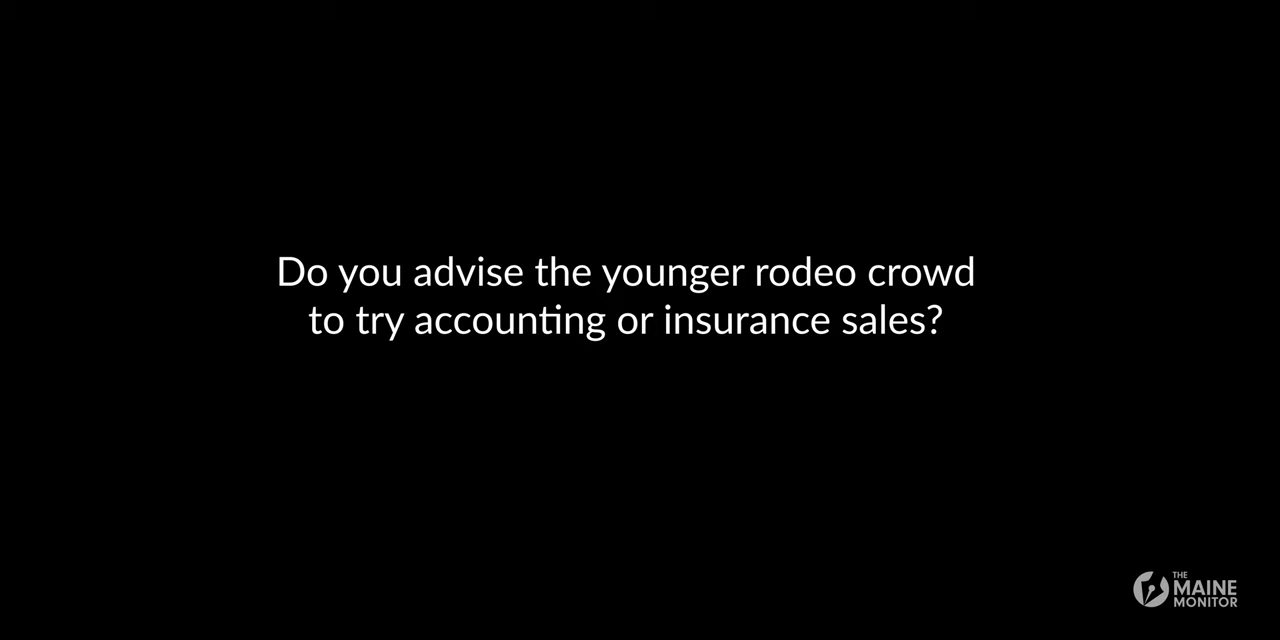 Do you advise the younger rodeo crowd
to try accounting or insurance sales?
THE
MAINE
MONITOR